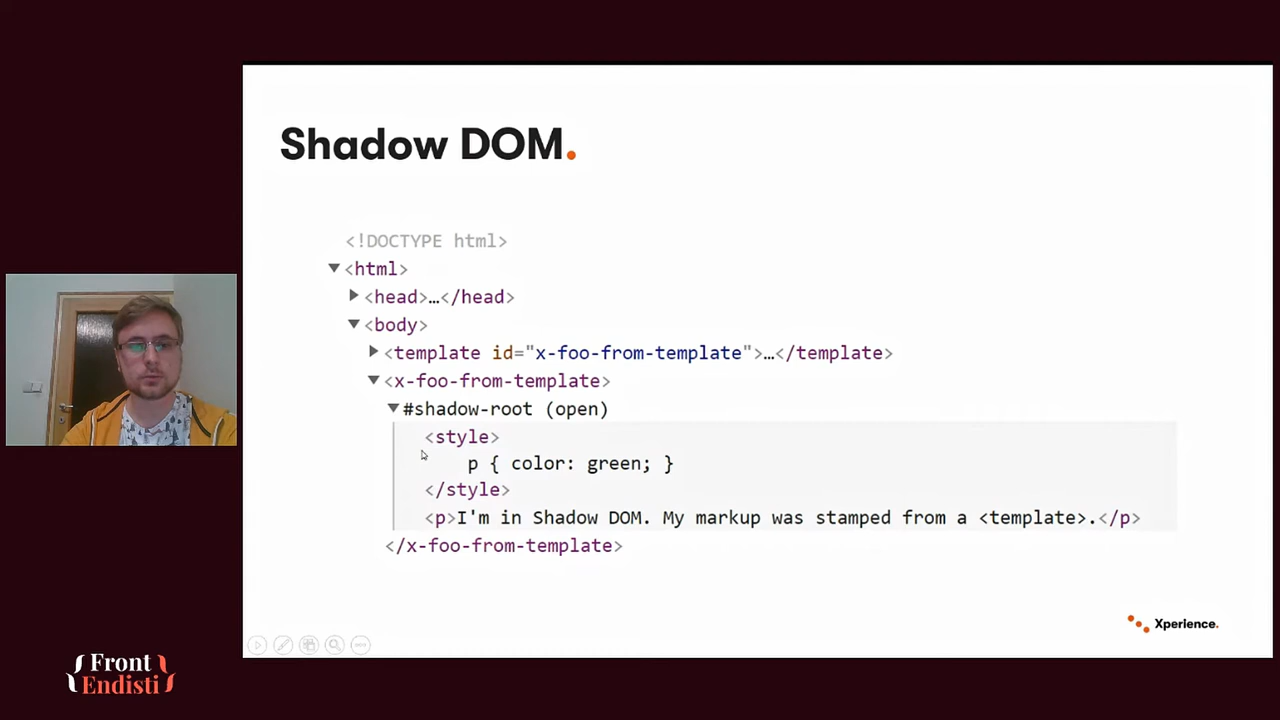 Shadow DOM.
<!DOCTYPE html>
<html>
<head>…</head>
<body>
<template id="x-foo-from-template">…</template>
<x-foo-from-template>
#shadow-root (open)
<style>
p { color: green; }
</style>
<p>I'm in Shadow DOM. My markup was stamped from a <template>.</p>
</x-foo-from-template>
Xperience.
{Front
Endisti}